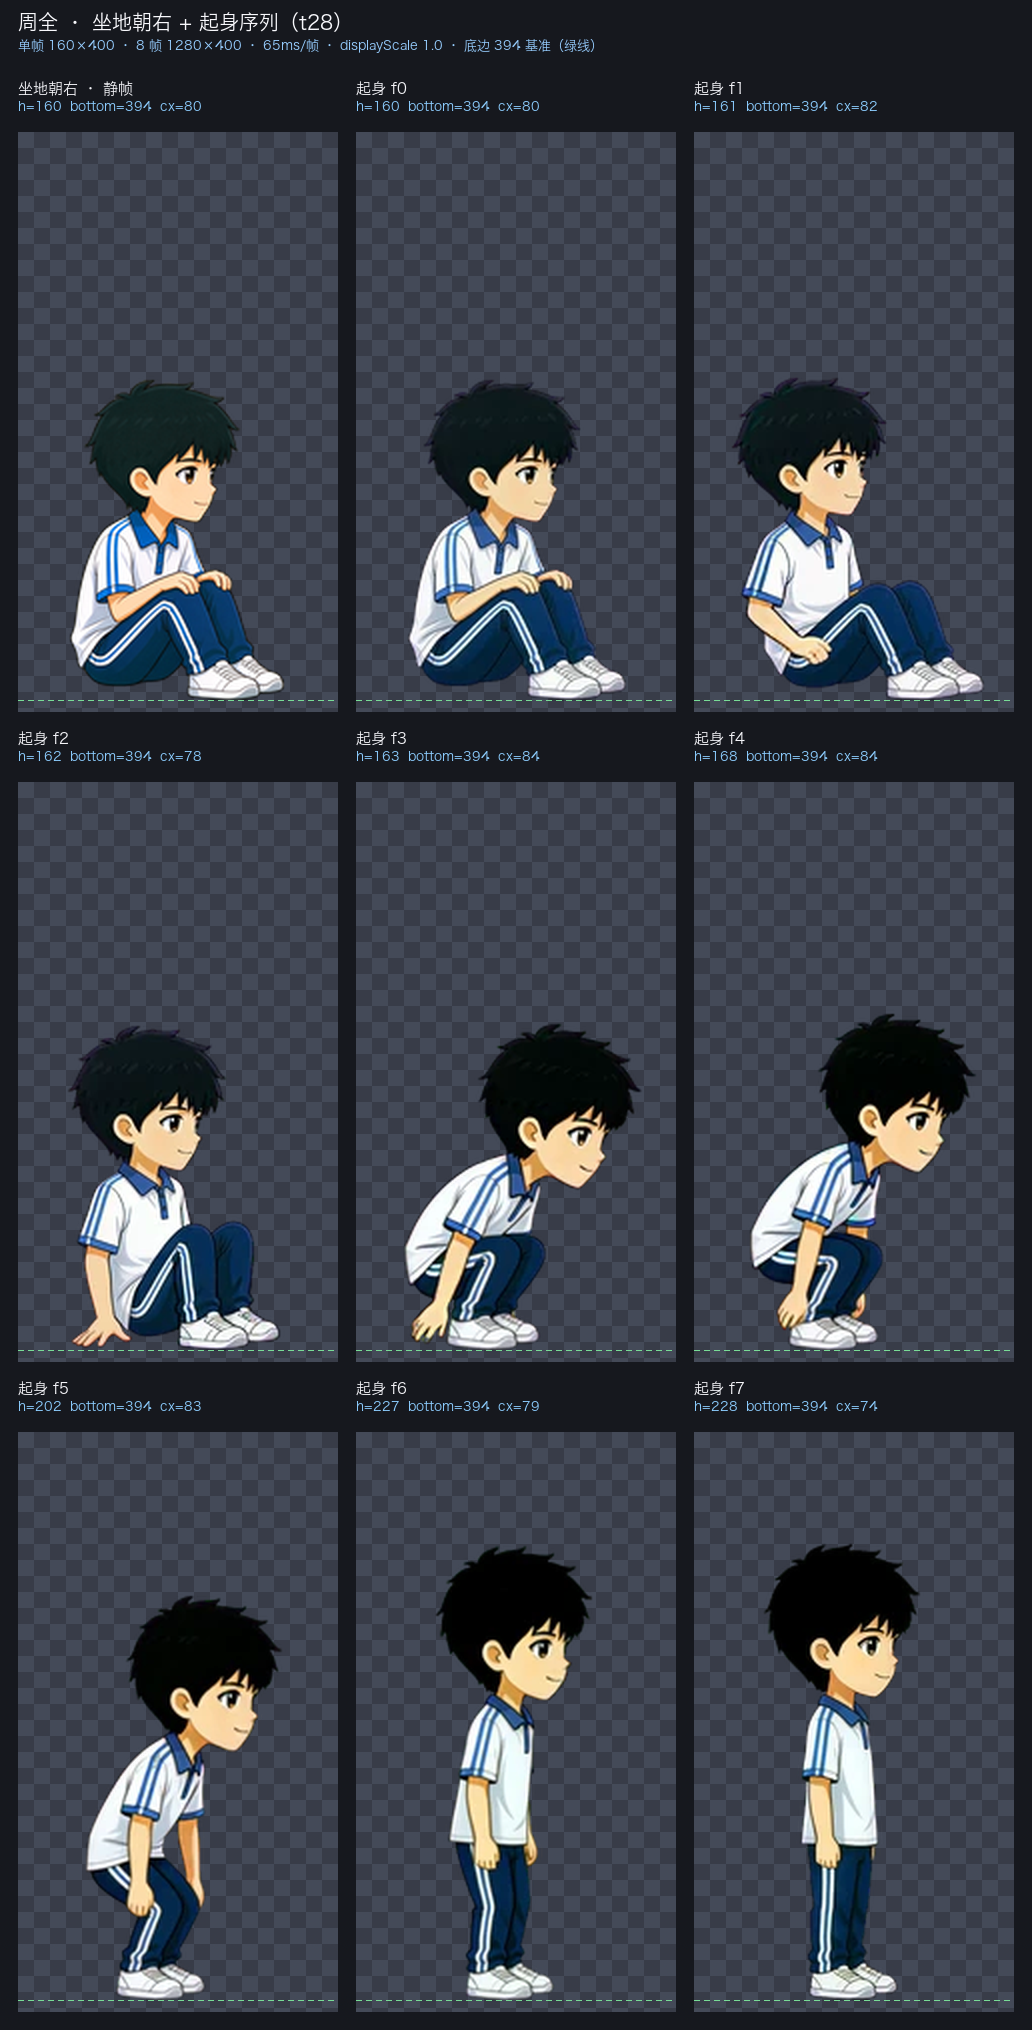 周全 · 坐地朝右 + 起身序列（t28）
单帧 160×400 · 8 帧 1280×400 · 65ms/帧 · displayScale 1.0 · 底边 394 基准（绿线）
坐地朝右 · 静帧
h=160 bottom=394 cx=80
起身 f0
h=160 bottom=394 cx=80
起身 f1
h=161 bottom=394 cx=82
起身 f2
h=162 bottom=394 cx=78
起身 f3
h=163 bottom=394 cx=84
起身 f4
h=168 bottom=394 cx=84
起身 f5
h=202 bottom=394 cx=83
起身 f6
h=227 bottom=394 cx=79
起身 f7
h=228 bottom=394 cx=74